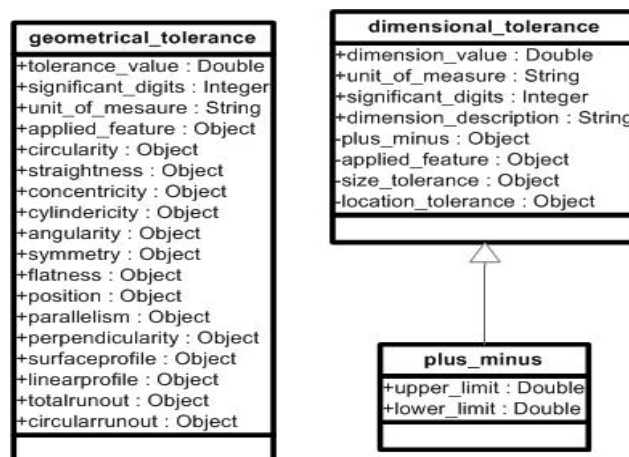 geometrical_tolerance
+tolerance_value : Double
+significant_digits : Integer
+unit_of_mesaure : String
+applied_feature : Object
+circularity : Object
+straightness : Object
+concentricity : Object
+cylindericity : Object
+angularity : Object
+symmetry : Object
+flatness : Object
+position : Object
+parallelism : Object
+perpendicularity : Object
+surfaceprofile : Object
+linearprofile : Object
+totalrunout : Object
+circularrunout : Object
dimensional_tolerance
+dimension_value : Double
+unit_of_measure : String
+significant_digits : Integer
+dimension_description : String
-plus_minus : Object
-applied_feature : Object
-size_tolerance : Object
-location_tolerance : Object
plus_minus
+upper_limit : Double
+lower_limit : Double